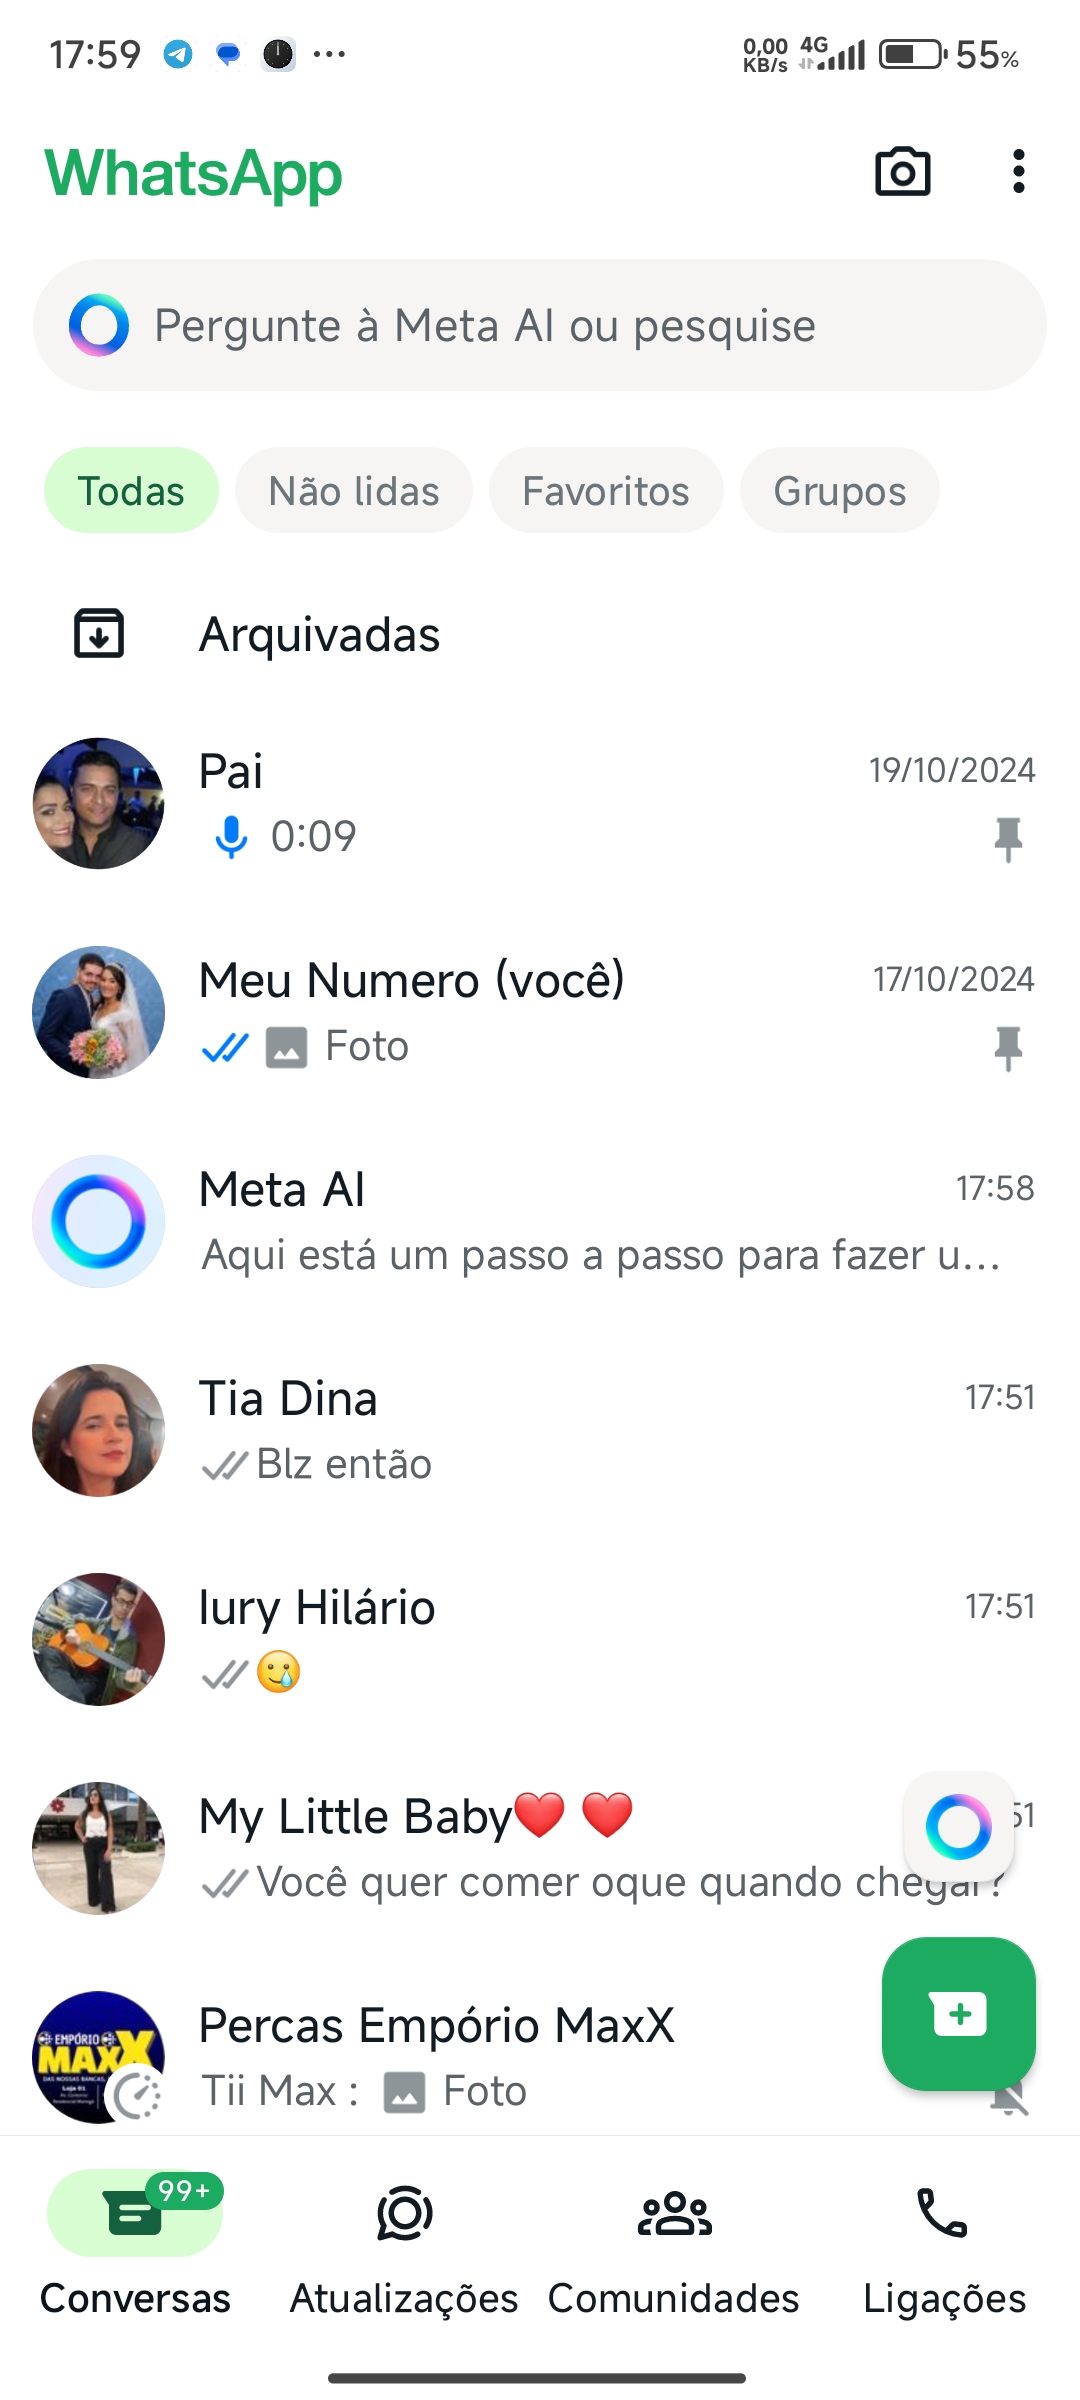 17:59 0,00 KB/s 4G 55%
WhatsApp
Pergunte à Meta AI ou pesquise
Todas Não lidas Favoritos Grupos
Arquivadas
Pai 19/10/2024
0:09
Meu Numero (você) 17/10/2024
Foto
Meta AI 17:58
Aqui está um passo a passo para fazer u...
Tia Dina 17:51
Blz então
Iury Hilário 17:51
My Little Baby 51
Você quer comer oque quando chegar?
EMPÓRIO
MAXX
Percas Empório MaxX
Tii Max : Foto
99+
Conversas Atualizações Comunidades Ligações